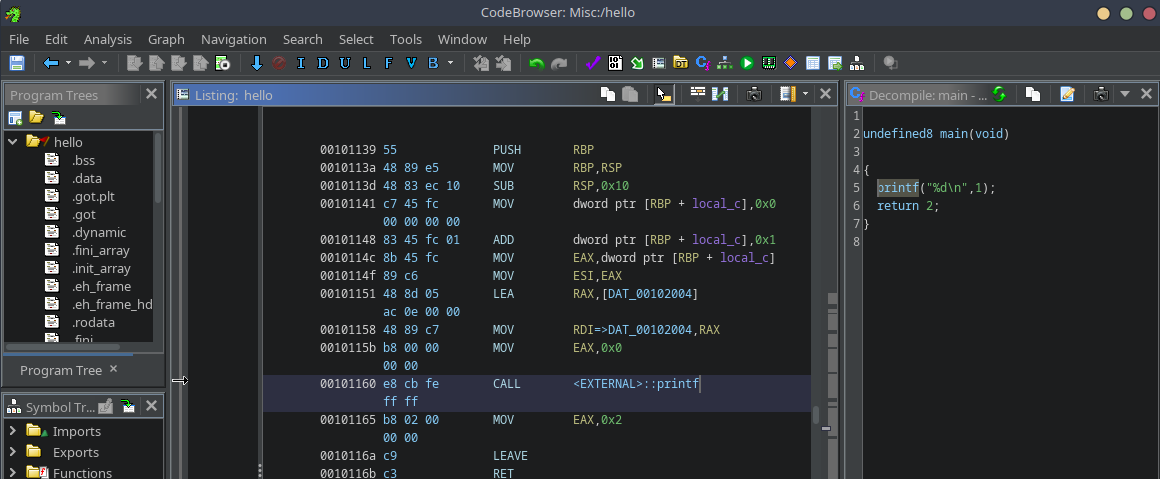 CodeBrowser: Misc:/hello
File Edit Analysis Graph Navigation Search Select Tools Window Help
I D U L F V B
Program Trees
hello
.bss
.data
.got.plt
.got
.dynamic
.fini_array
.init_array
.eh_frame
.eh_frame_hd
.rodata
.fini
Program Tree
Symbol Tr...
Imports
Exports
Functions
Listing: hello
00101139 55 PUSH RBP
0010113a 48 89 e5 MOV RBP,RSP
0010113d 48 83 ec 10 SUB RSP,0x10
00101141 c7 45 fc MOV dword ptr [RBP + local_c],0x0
00 00 00 00
00101148 83 45 fc 01 ADD dword ptr [RBP + local_c],0x1
0010114c 8b 45 fc MOV EAX,dword ptr [RBP + local_c]
0010114f 89 c6 MOV ESI,EAX
00101151 48 8d 05 LEA RAX,[DAT_00102004]
ac 0e 00 00
00101158 48 89 c7 MOV RDI=>DAT_00102004,RAX
0010115b b8 00 00 MOV EAX,0x0
00 00
00101160 e8 cb fe CALL <EXTERNAL>::printf
ff ff
00101165 b8 02 00 MOV EAX,0x2
00 00
0010116a c9 LEAVE
0010116b c3 RET
Decompile: main - ...
1
2 undefined8 main(void)
3
4 {
5 printf("%d\n",1);
6 return 2;
7 }
8